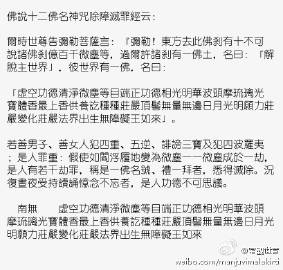 佛說十二佛名神咒除障滅罪經云：
爾時世尊告彌勒菩薩言：「彌勒！東方去此佛剎有十不可
說諸佛剎億百千微塵等，過爾許諸剎有一佛土，名曰：「解
脫主世界」，彼世界有一佛，名曰：
「虛空功德清淨微塵等目端正功德相光明華波頭摩琉璃光
寶體香最上香供養訖種種莊嚴頂髻無量無邊日月光明願力莊
嚴變化莊嚴法界出生無障礙王如來」。
若善男子、善女人犯四重、五逆、誹謗三寶及犯四波羅夷
；是人罪重：假使如閻浮履地變為微塵一一微塵成於一劫，
是人有若干劫罪，稱是一佛名號、禮一拜者，悉得滅除。況
復晝夜受持讀誦憶念不忘者，是人功德不可思議。
南無　虛空功德清淨微塵等目端正功德相光明華波頭
摩琉璃光寶體香最上香供養訖種種莊嚴頂髻無量無邊日月光
明願力莊嚴變化莊嚴法界出生無障礙王如來
weibo.com/manjuvimalakirti